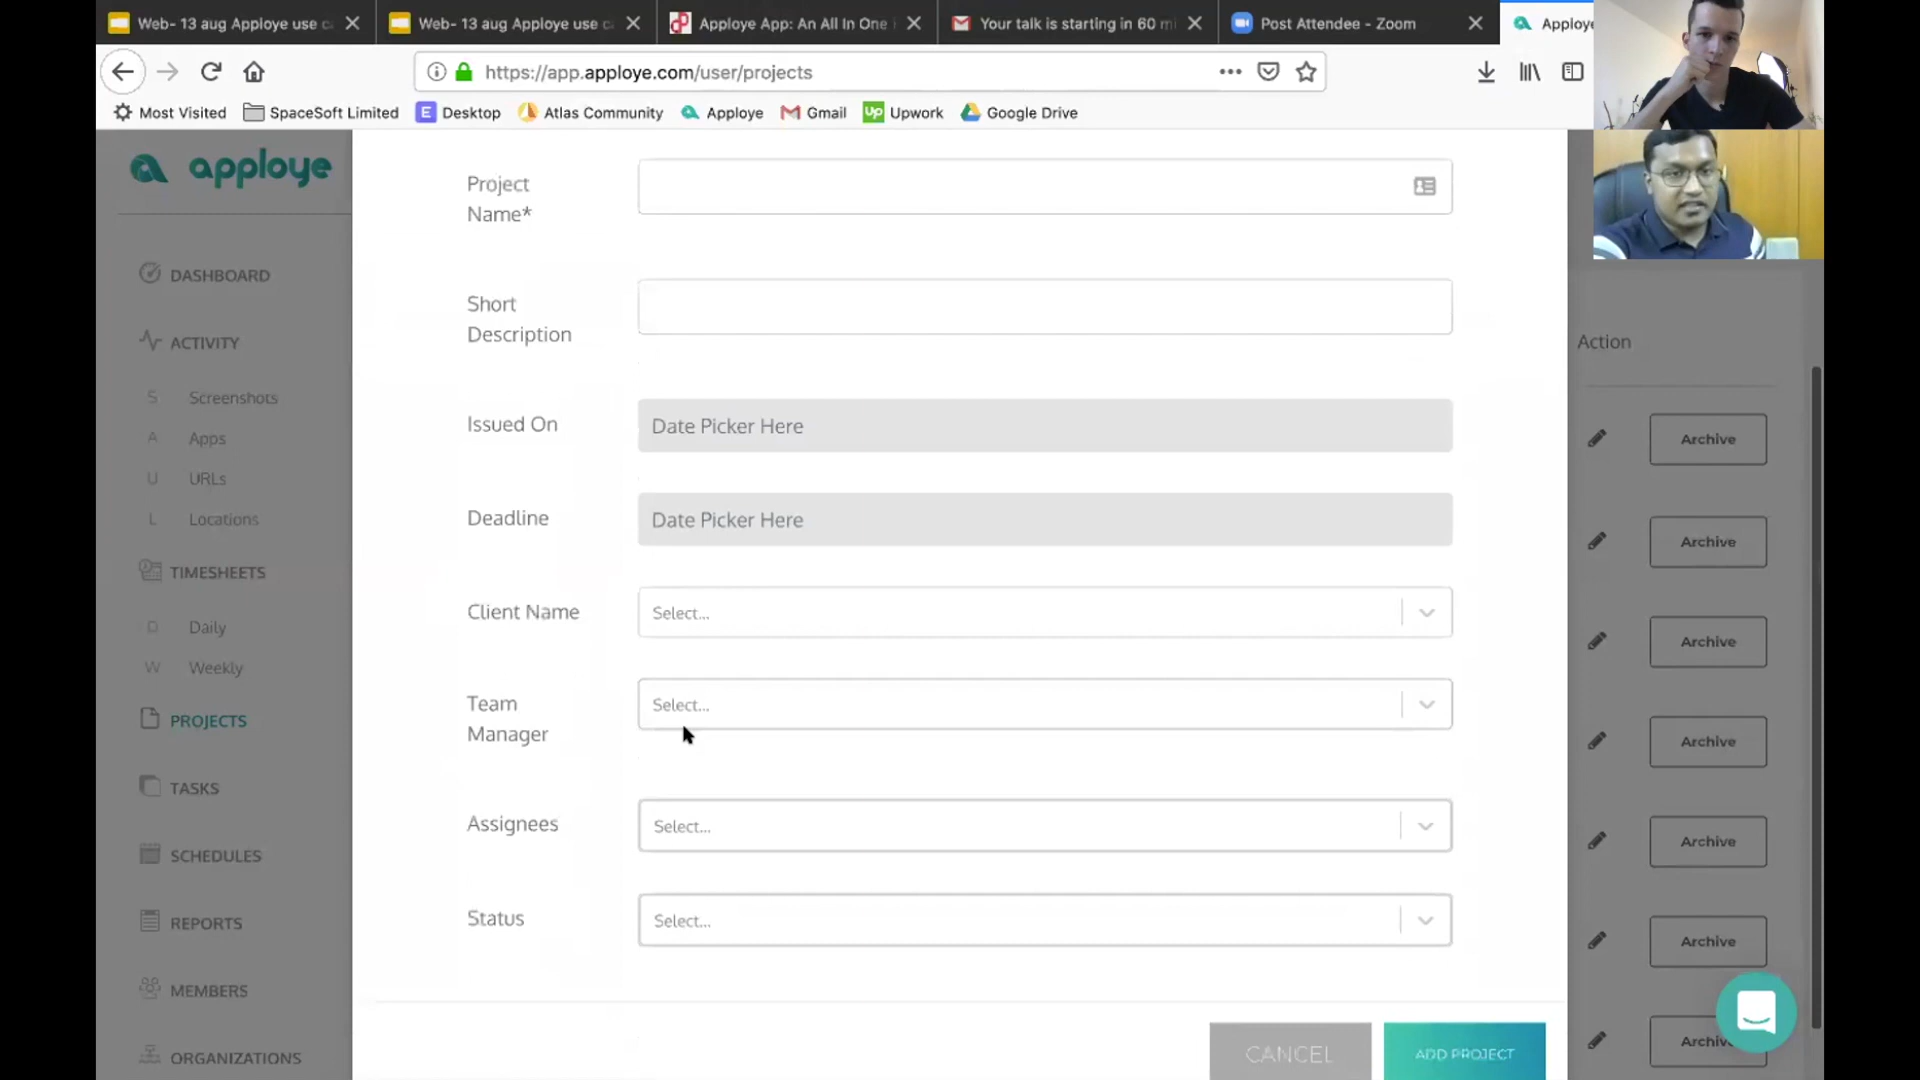 Web- 13 aug Apploye use c
Web- 13 aug Apploye use c
Apploye App: An All In One
Your talk is starting in 60 m
Post Attendee - Zoom
Apploye
https://app.apploye.com/user/projects
Most Visited
SpaceSoft Limited
E Desktop
Atlas Community
Apploye
Gmail
Up Upwork
Google Drive
apploye
DASHBOARD
ACTIVITY
S Screenshots
A Apps
U URLs
L Locations
TIMESHEETS
D Daily
W Weekly
PROJECTS
TASKS
SCHEDULES
REPORTS
MEMBERS
ORGANIZATIONS
Project
Name*
Short
Description
Issued On
Date Picker Here
Deadline
Date Picker Here
Client Name
Select...
Team
Manager
Select...
Assignees
Select...
Status
Select...
CANCEL
ADD PROJECT
Action
Archive
Archive
Archive
Archive
Archive
Archive
Archiv